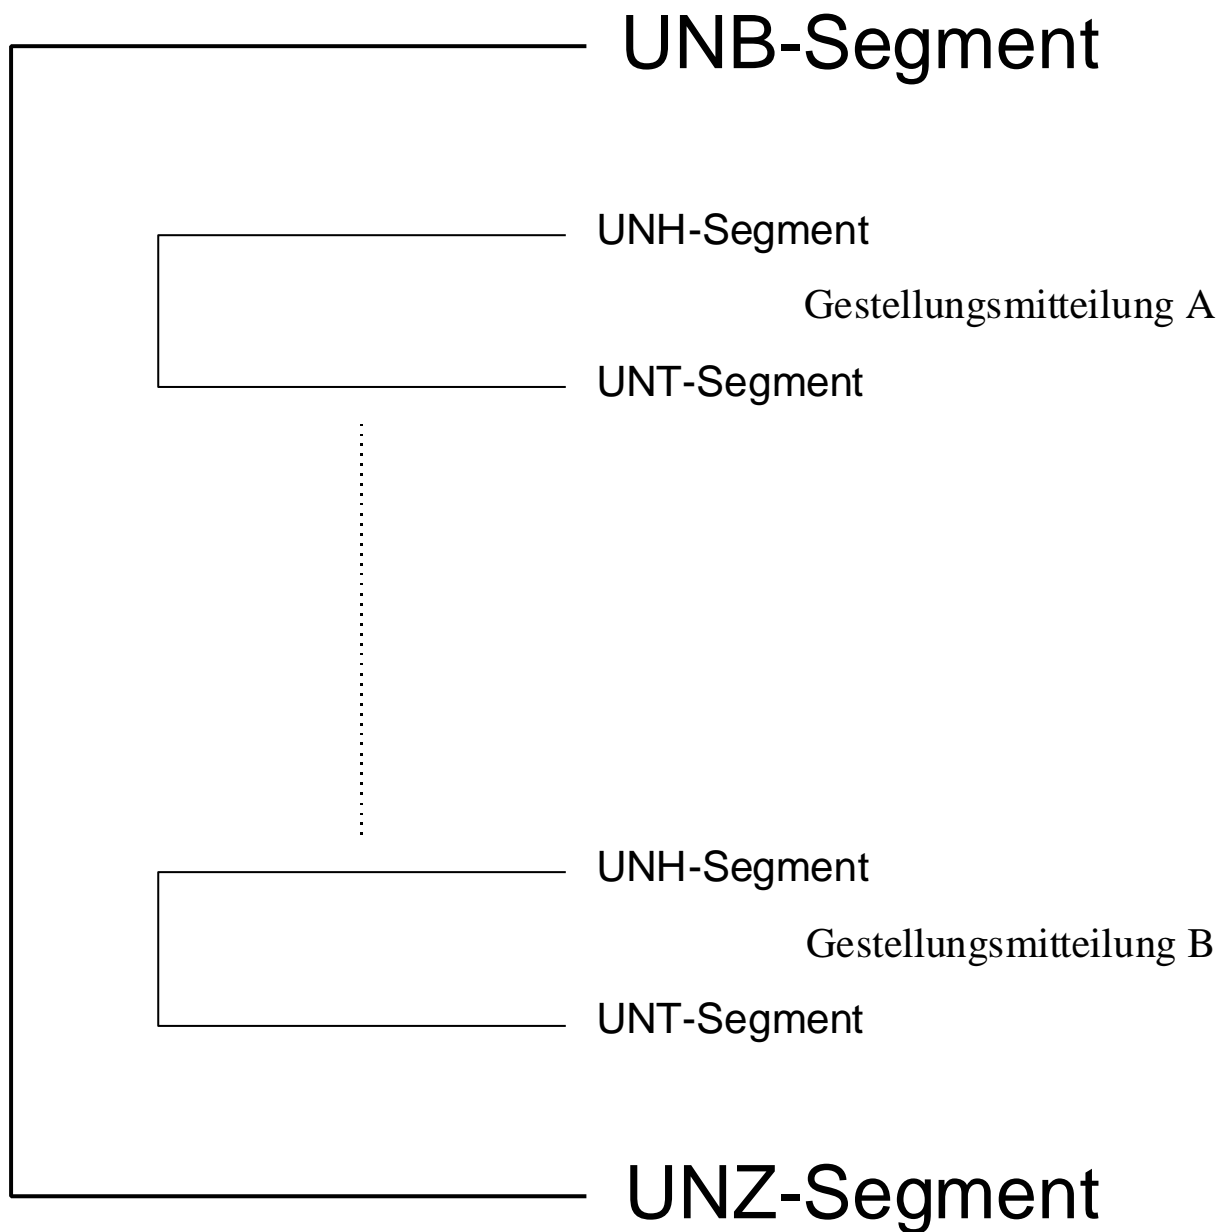 UNB-Segment
UNH-Segment
Gestellungsmitteilung A
UNT-Segment
UNH-Segment
Gestellungsmitteilung B
UNT-Segment
UNZ-Segment